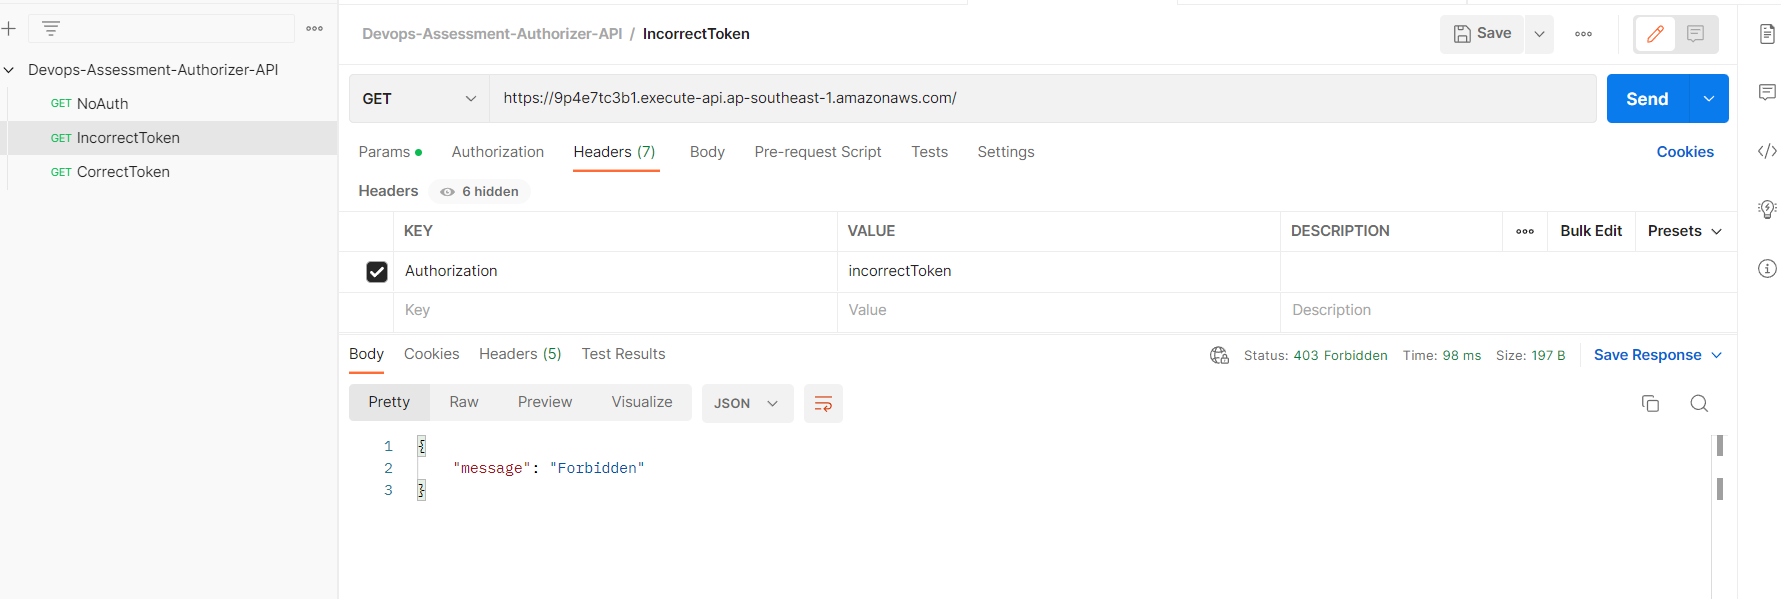 Devops-Assessment-Authorizer-API
GET NoAuth
GET IncorrectToken
GET CorrectToken
Devops-Assessment-Authorizer-API / IncorrectToken
Save
GET
https://9p4e7tc3b1.execute-api.ap-southeast-1.amazonaws.com/
Send
Params Authorization Headers (7) Body Pre-request Script Tests Settings Cookies
Headers 6 hidden
KEY VALUE DESCRIPTION Bulk Edit Presets
Authorization incorrectToken
Key Value Description
Body Cookies Headers (5) Test Results Status: 403 Forbidden Time: 98 ms Size: 197 B Save Response
Pretty Raw Preview Visualize JSON
1 {
2 "message": "Forbidden"
3 }